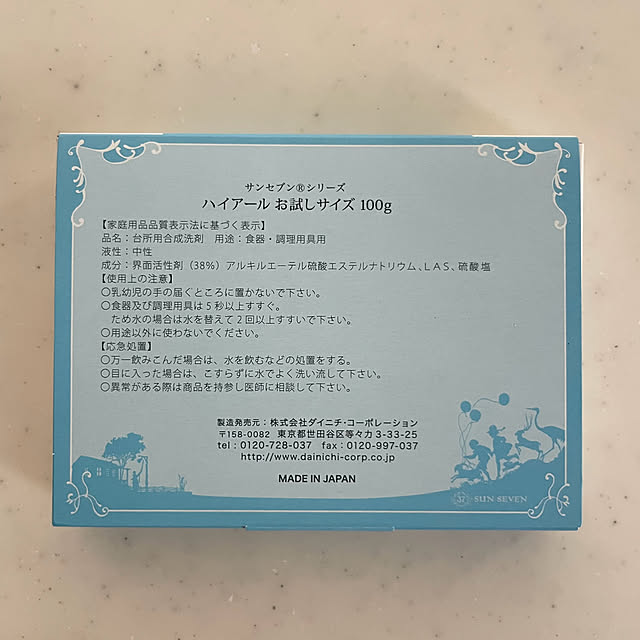 サンセブン®シリーズ
ハイアール お試しサイズ 100g
【家庭用品品質表示法に基づく表示】
品名：台所用合成洗剤　用途：食器・調理用具用
液性：中性
成分：界面活性剤（38%）アルキルエーテル硫酸エステルナトリウム、LAS、硫酸塩
【使用上の注意】
○乳幼児の手の届くところに置かないで下さい。
○食器及び調理用具は5秒以上すすぐ。
ため水の場合は水を替えて2回以上すすいで下さい。
○用途以外に使わないでください。
【応急処置】
○万一飲みこんだ場合は、水を飲むなどの処置をする。
○目に入った場合は、こすらずに水でよく洗い流して下さい。
○異常がある際は商品を持参し医師に相談して下さい。
製造発売元：株式会社ダイニチ・コーポレーション
〒158-0082　東京都世田谷区等々力3-33-25
tel：0120-728-037　fax：0120-997-037
http://www.dainichi-corp.co.jp
MADE IN JAPAN
37 SUN SEVEN